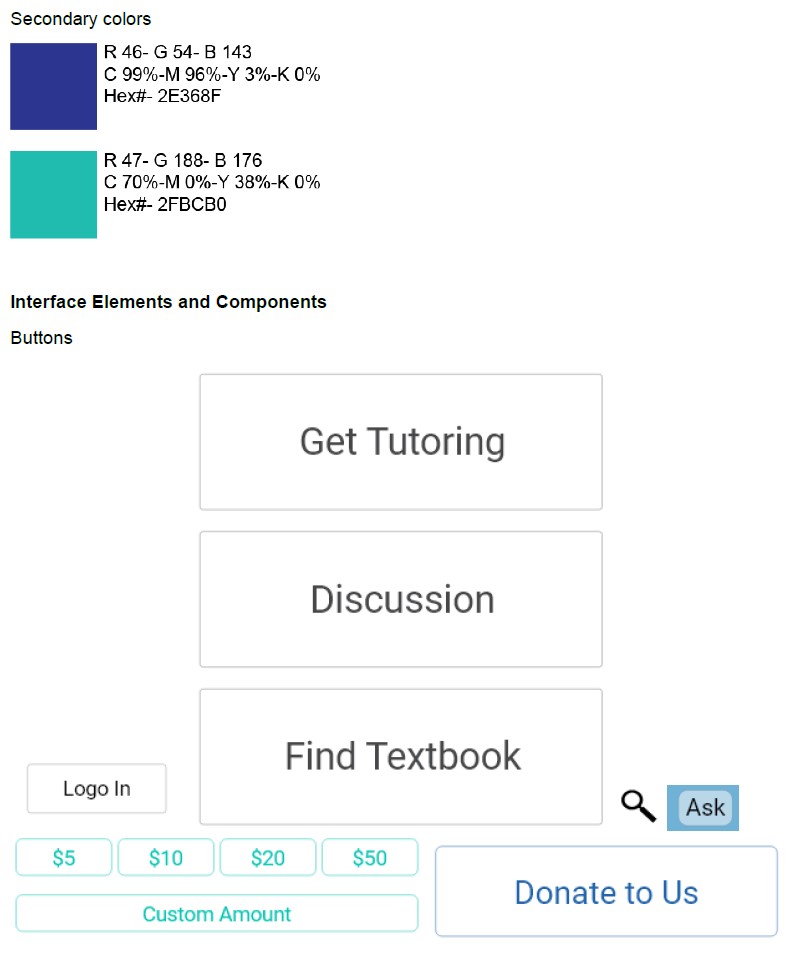 Secondary colors
R 46- G 54- B 143
C 99%-M 96%-Y 3%-K 0%
Hex#- 2E368F
R 47- G 188- B 176
C 70%-M 0%-Y 38%-K 0%
Hex#- 2FBCB0
Interface Elements and Components
Buttons
Get Tutoring
Discussion
Find Textbook
Logo In
Ask
$5 $10 $20 $50
Custom Amount
Donate to Us